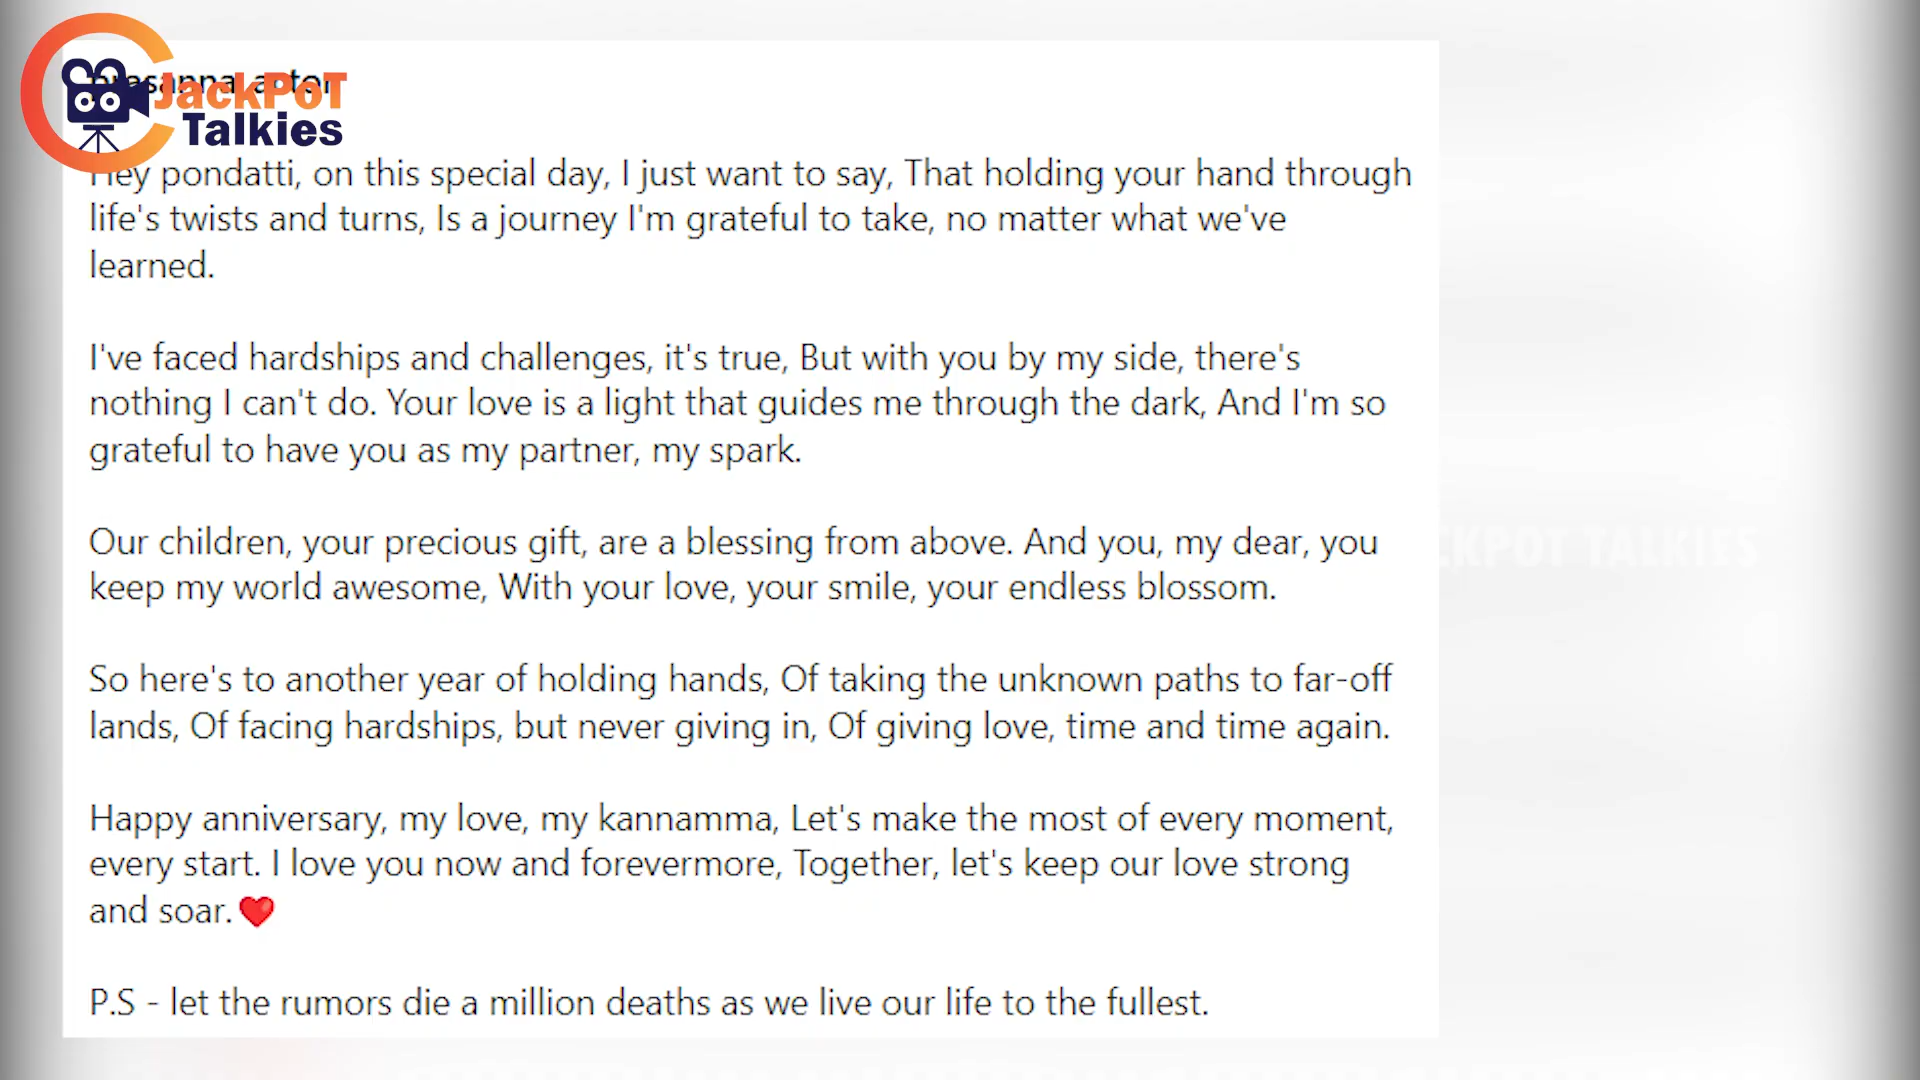 JackPoT
Talkies
prasanna_actor
Hey pondatti, on this special day, I just want to say, That holding your hand through
life's twists and turns, Is a journey I'm grateful to take, no matter what we've
learned.
I've faced hardships and challenges, it's true, But with you by my side, there's
nothing I can't do. Your love is a light that guides me through the dark, And I'm so
grateful to have you as my partner, my spark.
Our children, your precious gift, are a blessing from above. And you, my dear, you
keep my world awesome, With your love, your smile, your endless blossom.
So here's to another year of holding hands, Of taking the unknown paths to far-off
lands, Of facing hardships, but never giving in, Of giving love, time and time again.
Happy anniversary, my love, my kannamma, Let's make the most of every moment,
every start. I love you now and forevermore, Together, let's keep our love strong
and soar.❤️
P.S - let the rumors die a million deaths as we live our life to the fullest.
CKPOT TALKIES